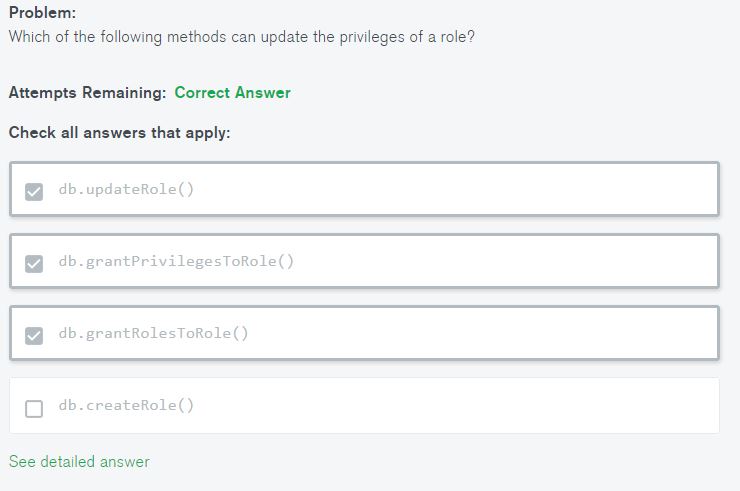 Problem:
Which of the following methods can update the privileges of a role?
Attempts Remaining: Correct Answer
Check all answers that apply:
db.updateRole()
db.grantPrivilegesToRole()
db.grantRolesToRole()
db.createRole()
See detailed answer